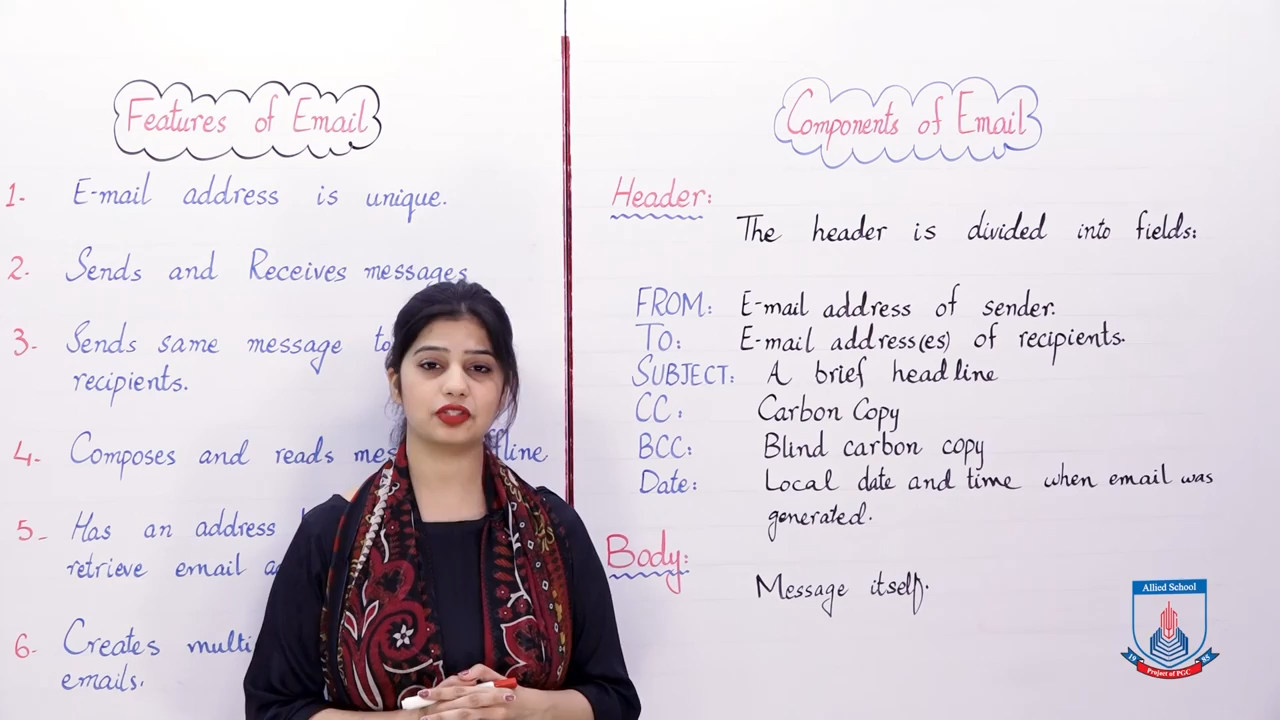 Features of Email
1- E-mail address is unique.
2- Sends and Receives messages
3- Sends same message to
recipients.
4- Composes and reads
5- Has an address
retrieve email
6- Creates
emails.
Components of Email
Header:
The header is divided into fields:
FROM: E-mail address of sender.
TO: E-mail address(es) of recipients.
SUBJECT: A brief headline
CC: Carbon Copy
BCC: Blind carbon copy
Date: Local date and time when email was
generated.
Body:
Message itself.
Allied School
1985
Project of PGC